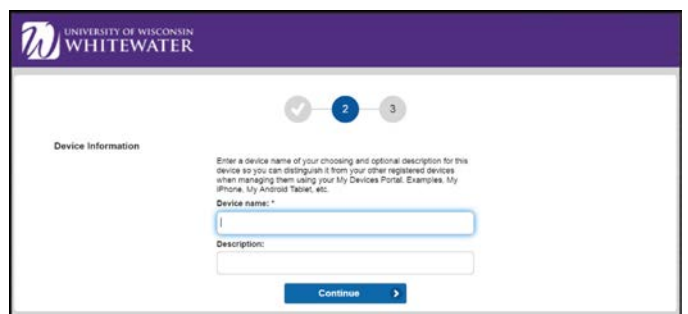 UNIVERSITY OF WISCONSIN
WHITEWATER
2
3
Device Information
Enter a device name of your choosing and optional description for this
device so you can distinguish it from your other registered devices
when managing them using your My Devices Portal. Examples, My
iPhone, My Android Tablet, etc.
Device name: *
Description:
Continue